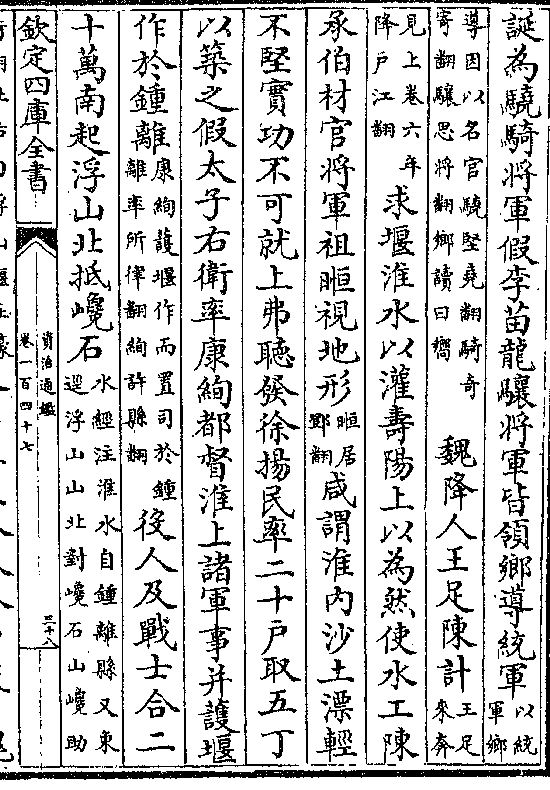 誕為驍騎將軍假李苗龍驤將軍皆領鄉導統軍以統軍鄉
導因以名官驍堅堯翻騎奇寄翻驤思將翻鄉讀曰嚮魏降人王足陳計王足來奔
見上卷六年降戸江翻求堰淮水以灌壽陽上以為然使水工陳
承伯材官將軍祖暅視地形暅居鄧翻咸謂淮内沙土漂輕
不堅實功不可就上弗聽發徐揚民率二十戸取五丁
以築之假太子右衛率康絢都督淮上諸軍事并護堰
作於鍾離康絢護堰作而置司於鍾離率所律翻絢許縣翻役人及戰士合二
十萬南起浮山北抵巉石水經注淮水自鍾離縣又東逕浮山山北對巉石山巉助
欽定四庫全書
資治通鑑
卷一百四十七
三十八